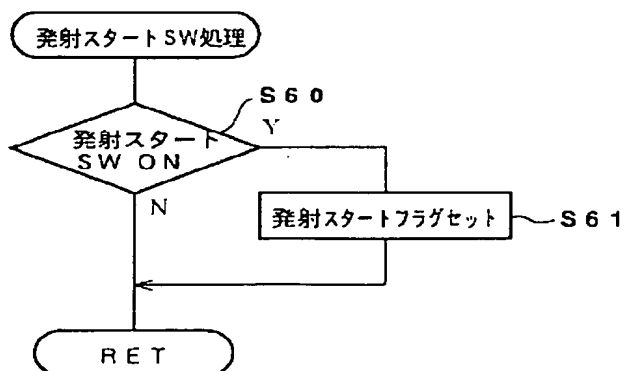 発射スタートSW処理
S60
発射スタート
SW ON
Y
N
発射スタートフラグセット
S61
RET